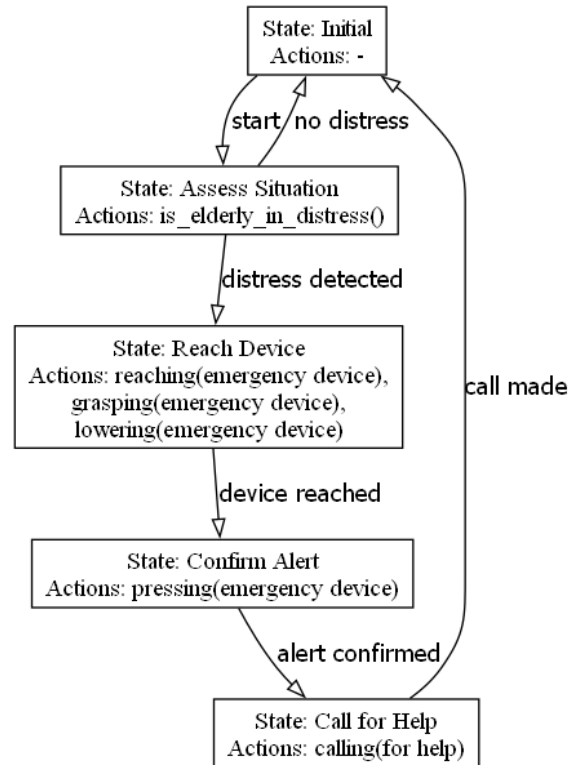 State: Initial
Actions: -
start
no distress
State: Assess Situation
Actions: is_elderly_in_distress()
distress detected
State: Reach Device
Actions: reaching(emergency device),
grasping(emergency device),
lowering(emergency device)
call made
device reached
State: Confirm Alert
Actions: pressing(emergency device)
alert confirmed
State: Call for Help
Actions: calling(for help)